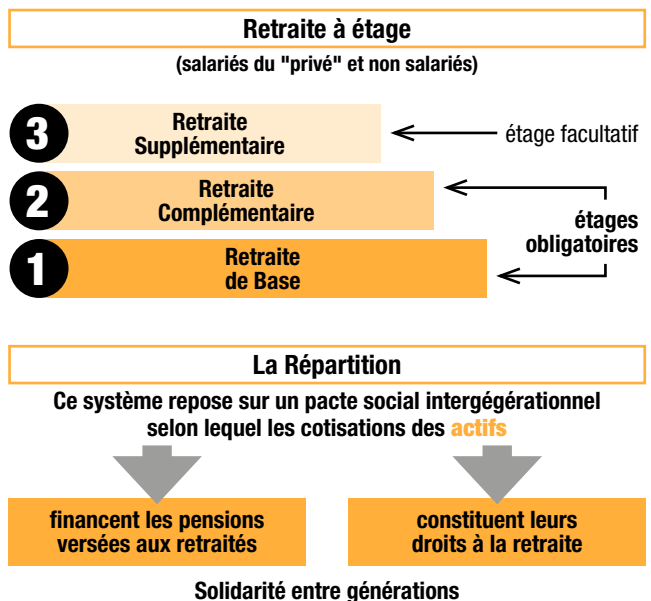 Retraite à étage
(salariés du "privé" et non salariés)
3
Retraite
Supplémentaire
étage facultatif
2
Retraite
Complémentaire
étages
obligatoires
1
Retraite
de Base
La Répartition
Ce système repose sur un pacte social intergégérationnel
selon lequel les cotisations des actifs
financent les pensions
versées aux retraités
constituent leurs
droits à la retraite
Solidarité entre générations